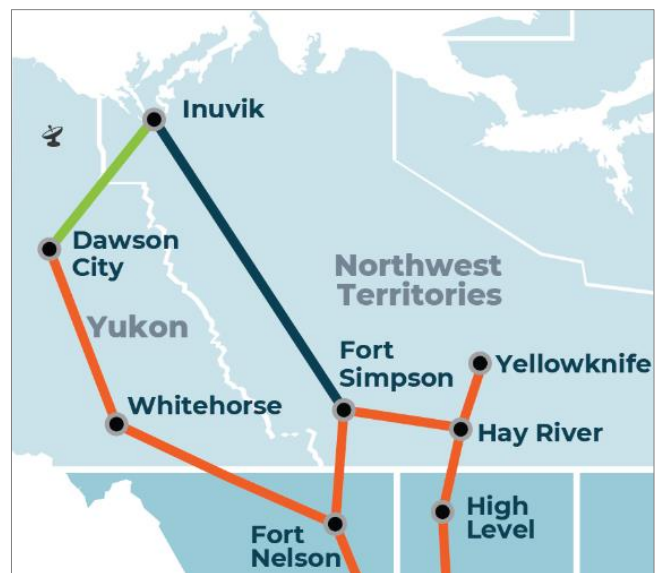 Inuvik
Dawson
City
Northwest
Territories
Yukon
Fort
Simpson
Yellowknife
Whitehorse
Hay River
High
Level
Fort
Nelson